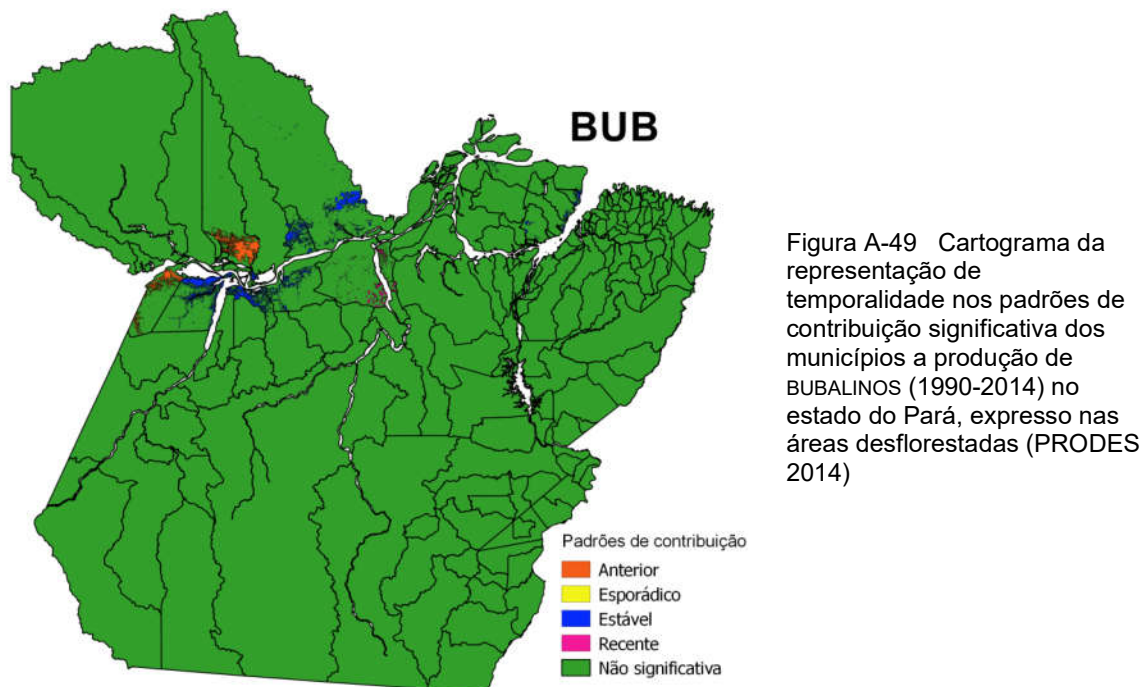 BUB
Figura A-49 Cartograma da
representação de
temporalidade nos padrões de
contribuição significativa dos
municípios a produção de
BUBALINOS (1990-2014) no
estado do Pará, expresso nas
áreas desflorestadas (PRODES
2014)
Padrões de contribuição
Anterior
Esporádico
Estável
Recente
Não significativa